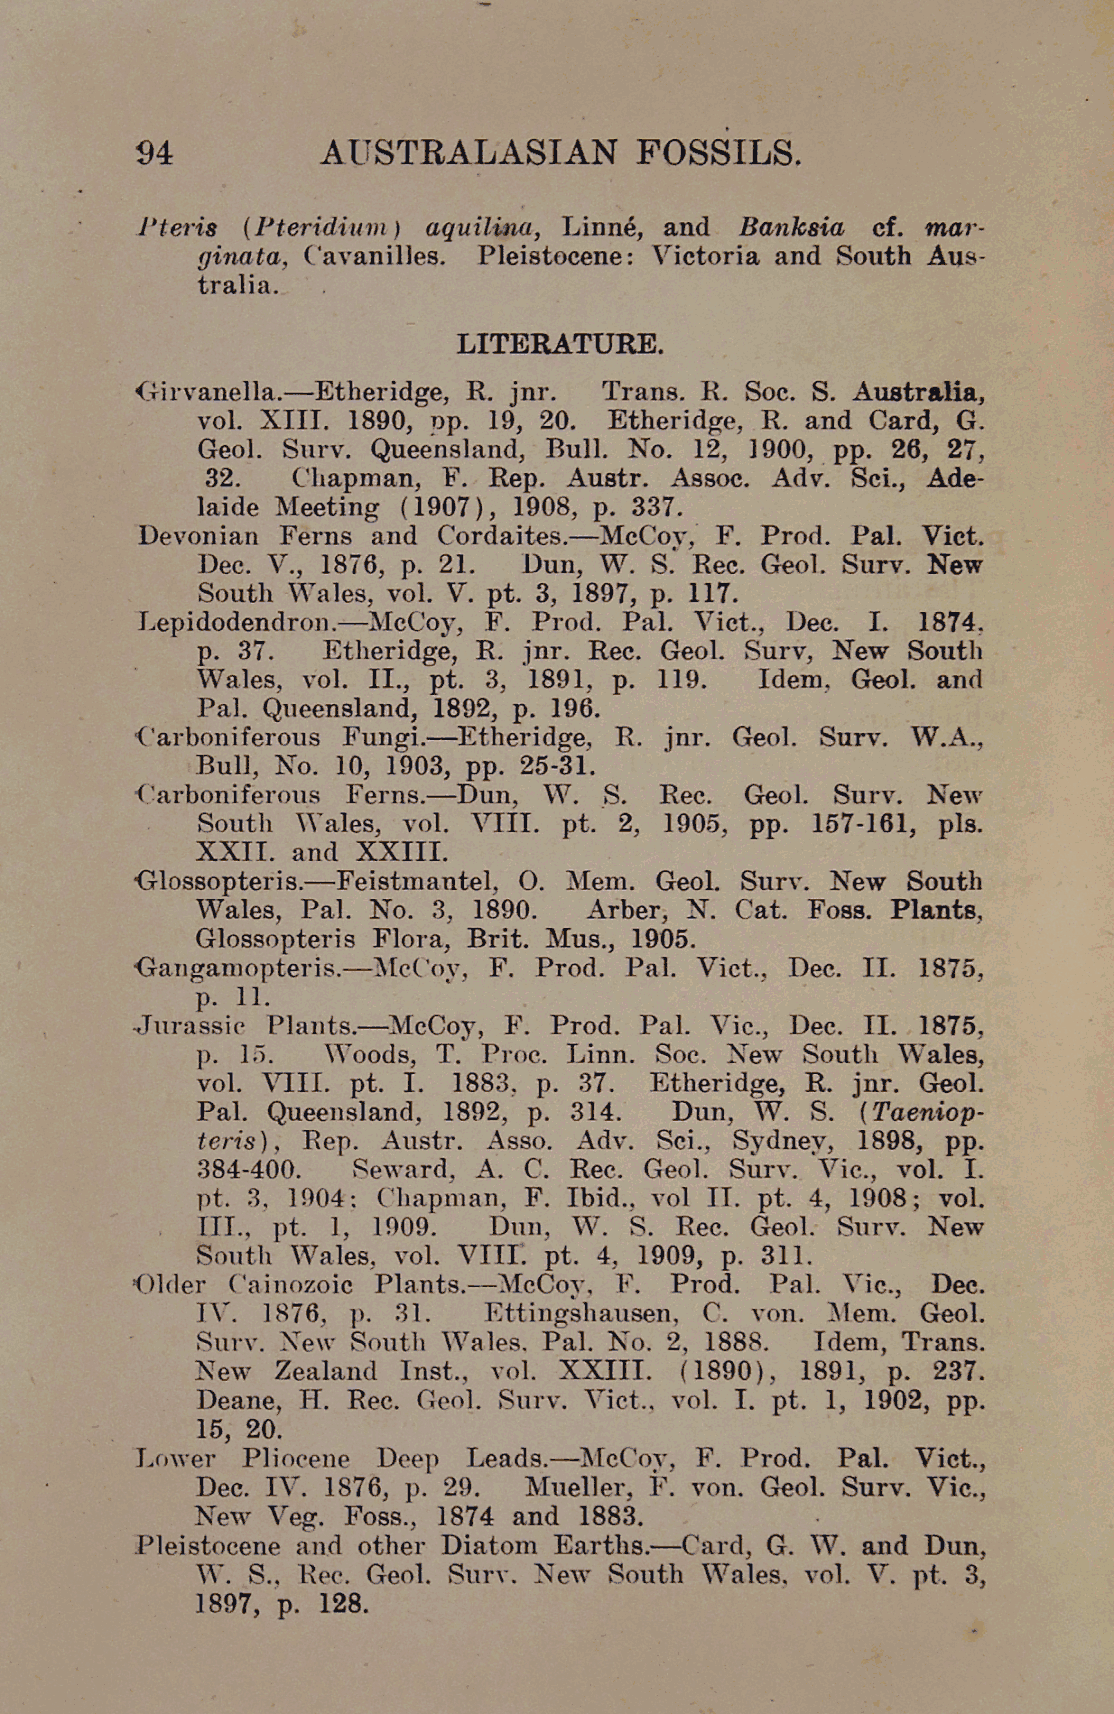 94 AUSTRALASIAN FOSSILS.
Pteris (Pteridium) aquilina, Linné, and Banksia cf. mar-
ginata, Cavanilles. Pleistocene: Victoria and South Aus-
tralia.
LITERATURE.
Girvanella.—Etheridge, R. jnr. Trans. R. Soc. S. Australia,
vol. XIII. 1890, pp. 19, 20. Etheridge, R. and Card, G.
Geol. Surv. Queensland, Bull. No. 12, 1900, pp. 26, 27,
32. Chapman, F. Rep. Austr. Assoc. Adv. Sci., Ade-
laide Meeting (1907), 1908, p. 337.
Devonian Ferns and Cordaites.—McCoy, F. Prod. Pal. Vict.
Dec. V., 1876, p. 21. Dun, W. S. Rec. Geol. Surv. New
South Wales, vol. V. pt. 3, 1897, p. 117.
Lepidodendron.—McCoy, F. Prod. Pal. Vict., Dec. I. 1874,
p. 37. Etheridge, R. jnr. Rec. Geol. Surv, New South
Wales, vol. II., pt. 3, 1891, p. 119. Idem, Geol. and
Pal. Queensland, 1892, p. 196.
Carboniferous Fungi.—Etheridge, R. jnr. Geol. Surv. W.A.,
Bull, No. 10, 1903, pp. 25-31.
Carboniferous Ferns.—Dun, W. S. Rec. Geol. Surv. New
South Wales, vol. VIII. pt. 2, 1905, pp. 157-161, pls.
XXII. and XXIII.
Glossopteris.—Feistmantel, O. Mem. Geol. Surv. New South
Wales, Pal. No. 3, 1890. Arber, N. Cat. Foss. Plants,
Glossopteris Flora, Brit. Mus., 1905.
Gangamopteris.—McCoy, F. Prod. Pal. Vict., Dec. II. 1875,
p. 11.
Jurassic Plants.—McCoy, F. Prod. Pal. Vic., Dec. II. 1875,
p. 15. Woods, T. Proc. Linn. Soc. New South Wales,
vol. VIII. pt. I. 1883, p. 37. Etheridge, R. jnr. Geol.
Pal. Queensland, 1892, p. 314. Dun, W. S. (Taeniop-
teris), Rep. Austr. Asso. Adv. Sci., Sydney, 1898, pp.
384-400. Seward, A. C. Rec. Geol. Surv. Vic., vol. I.
pt. 3, 1904; Chapman, F. Ibid., vol II. pt. 4, 1908; vol.
III., pt. 1, 1909. Dun, W. S. Rec. Geol. Surv. New
South Wales, vol. VIII. pt. 4, 1909, p. 311.
Older Cainozoic Plants.—McCoy, F. Prod. Pal. Vic., Dec.
IV. 1876, p. 31. Ettingshausen, C. von. Mem. Geol.
Surv. New South Wales, Pal. No. 2, 1888. Idem, Trans.
New Zealand Inst., vol. XXIII. (1890), 1891, p. 237.
Deane, H. Rec. Geol. Surv. Vict., vol. I. pt. 1, 1902, pp.
15, 20.
Lower Pliocene Deep Leads.—McCoy, F. Prod. Pal. Vict.,
Dec. IV. 1876, p. 29. Mueller, F. von. Geol. Surv. Vic.,
New Veg. Foss., 1874 and 1883.
Pleistocene and other Diatom Earths.—Card, G. W. and Dun,
W. S., Rec. Geol. Surv. New South Wales, vol. V. pt. 3,
1897, p. 128.